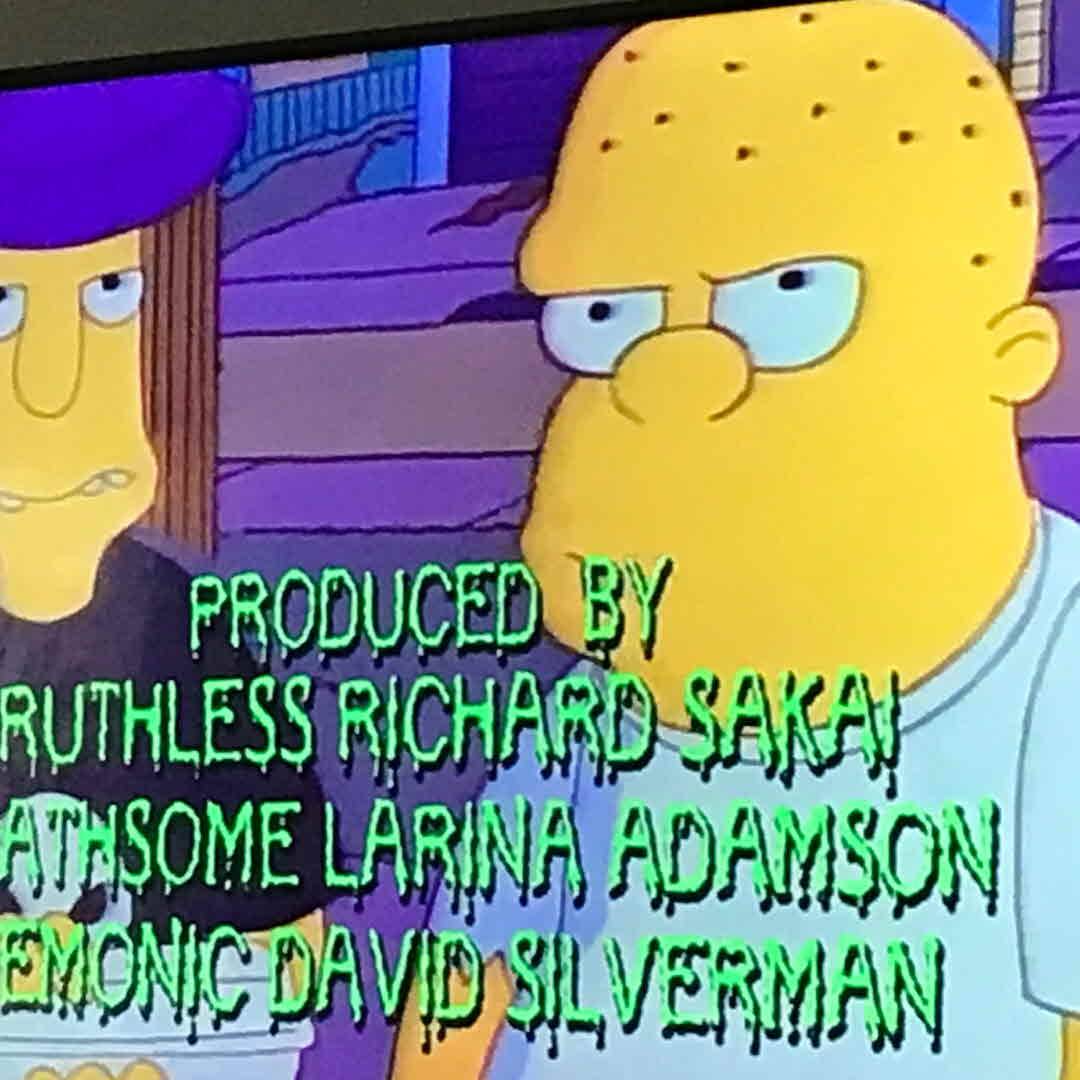 PRODUCED BY
RUTHLESS RICHARD SAKAI
ATHSOME LARINA ADAMSON
EMONIC DAVID SILVERMAN